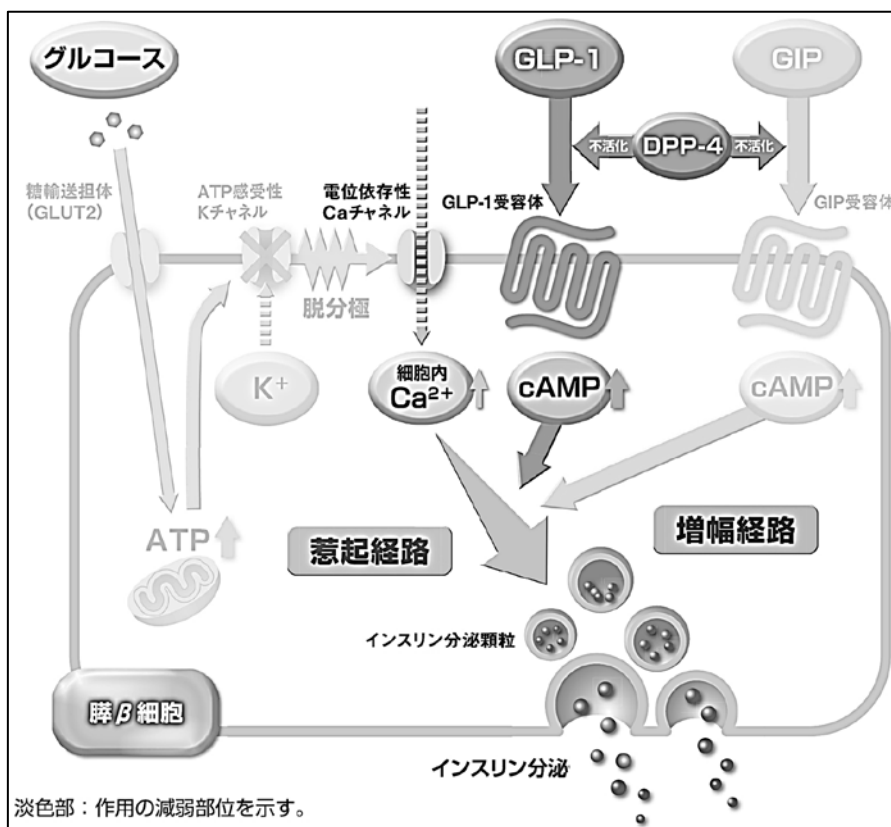 グルコース
GLP-1
GIP
不活化
DPP-4
不活化
糖輸送担体
(GLUT2)
ATP感受性
Kチャネル
電位依存性
Caチャネル
GLP-1受容体
GIP受容体
脱分極
K+
細胞内
Ca2+
cAMP
cAMP
ATP
惹起経路
増幅経路
インスリン分泌顆粒
膵β細胞
インスリン分泌
淡色部：作用の減弱部位を示す。